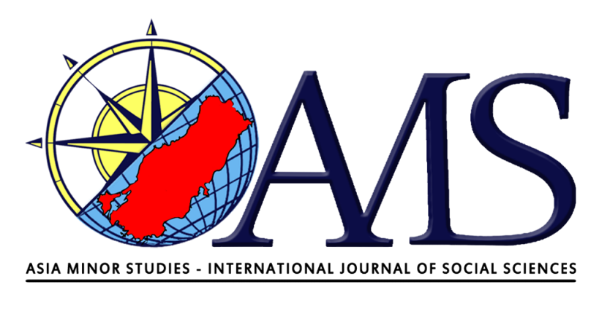 AMS
ASIA MINOR STUDIES - INTERNATIONAL JOURNAL OF SOCIAL SCIENCES